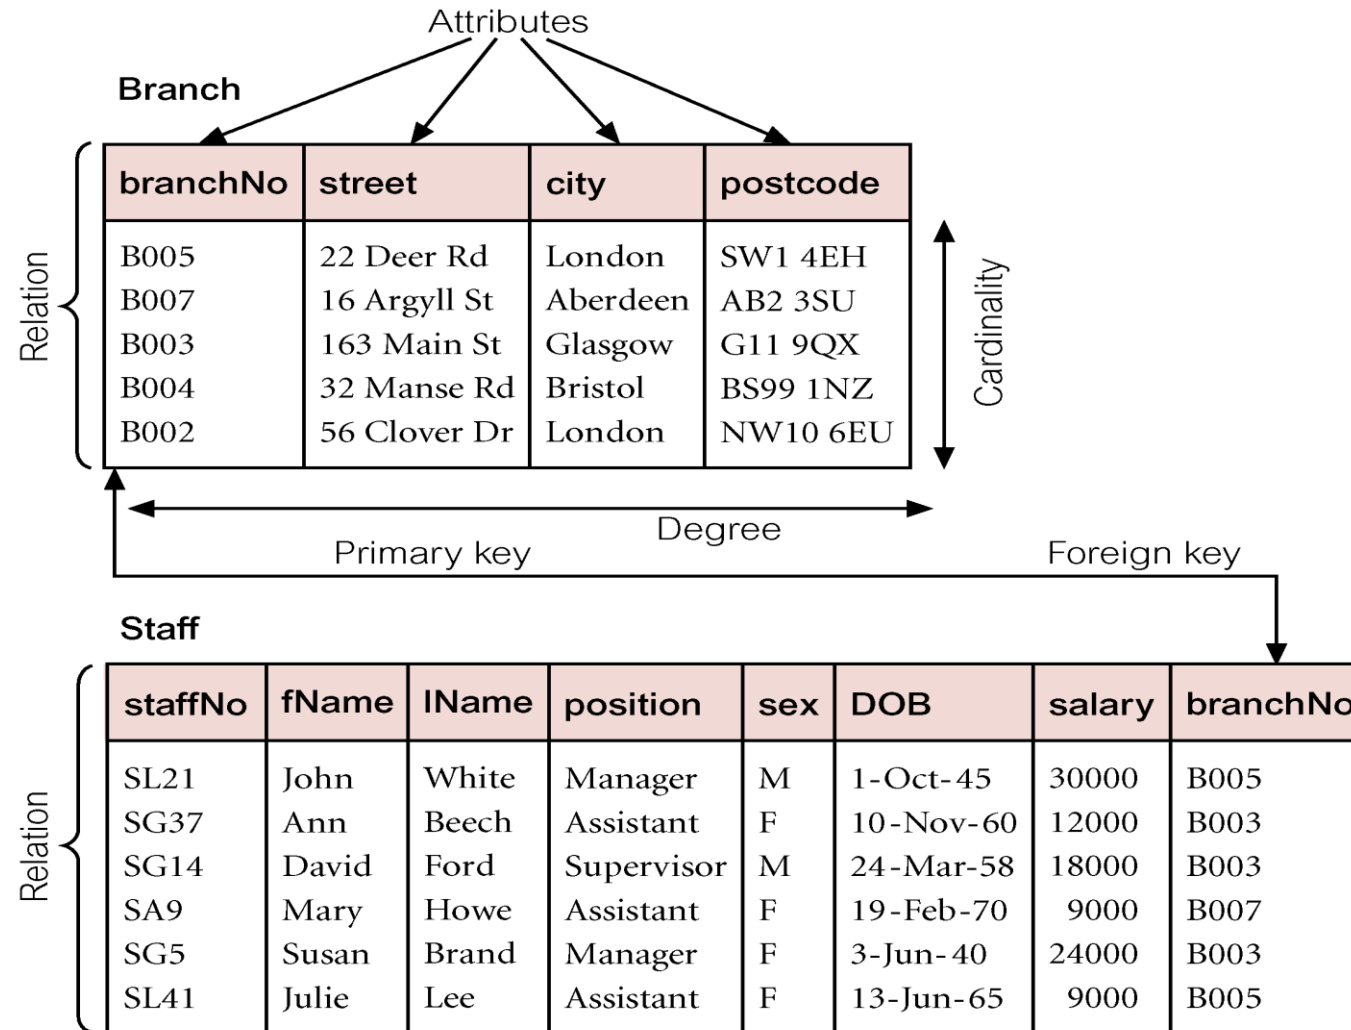 Attributes
Branch
branchNo street city postcode
B005 22 Deer Rd London SW1 4EH
B007 16 Argyll St Aberdeen AB2 3SU
B003 163 Main St Glasgow G11 9QX
B004 32 Manse Rd Bristol BS99 1NZ
B002 56 Clover Dr London NW10 6EU
Relation
Cardinality
Degree
Primary key Foreign key
Staff
staffNo fName lName position sex DOB salary branchNo
SL21 John White Manager M 1-Oct-45 30000 B005
SG37 Ann Beech Assistant F 10-Nov-60 12000 B003
SG14 David Ford Supervisor M 24-Mar-58 18000 B003
SA9 Mary Howe Assistant F 19-Feb-70 9000 B007
SG5 Susan Brand Manager F 3-Jun-40 24000 B003
SL41 Julie Lee Assistant F 13-Jun-65 9000 B005
Relation